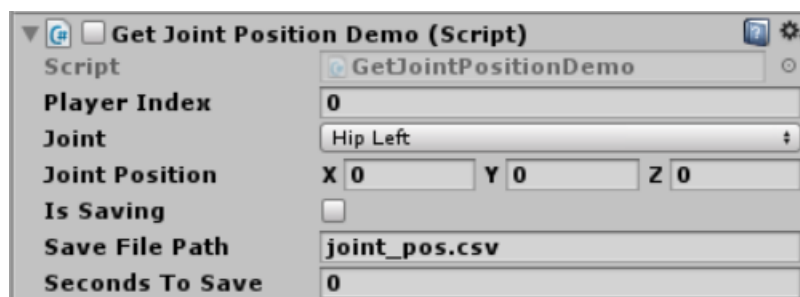 Get Joint Position Demo (Script)
Script GetJointPositionDemo
Player Index 0
Joint Hip Left
Joint Position X 0 Y 0 Z 0
Is Saving
Save File Path joint_pos.csv
Seconds To Save 0